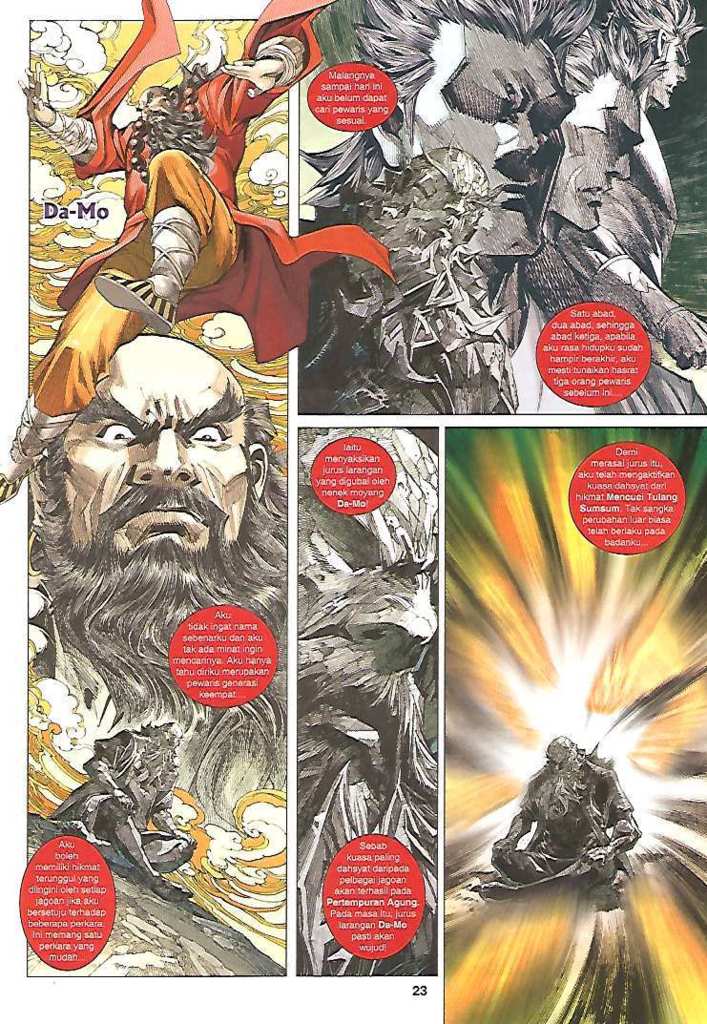 Da-Mo
Aku
tidak ingat nama
sebenarku dan aku
tak ada minat ingin
mencarinya. Aku hanya
tahu diriku merupakan
pewaris generasi
keempat.
Aku
boleh
memiliki hikmat
terunggul yang
diingini oleh setiap
jagoan jika aku
bersetuju terhadap
beberapa perkara.
Ini memang satu
perkara yang
mudah...
Malangnya
sampai hari ini
aku belum dapat
cari pewaris yang
sesuai.
Satu abad,
dua abad, sehingga
abad ketiga, apabila
aku rasa hidupku sudah
hampir berakhir, aku
mesti tunaikan hasrat
tiga orang pewaris
sebelum ini....
Iaitu
menyaksikan
jurus larangan
yang digubal oleh
nenek moyang
Da-Mo!
Sebab
kuasa paling
dahsyat daripada
pelbagai jagoan
akan terhasil pada
Pertempuran Agung.
Pada masa itu, jurus
larangan Da-Mo
pasti akan
wujud!
Demi
merasai jurus itu,
aku telah mengaktifkan
kuasa dahsyat dari
hikmat Mencuci Tulang
Sumsum. Tak sangka
perubahan luar biasa
telah berlaku pada
badanku...
23